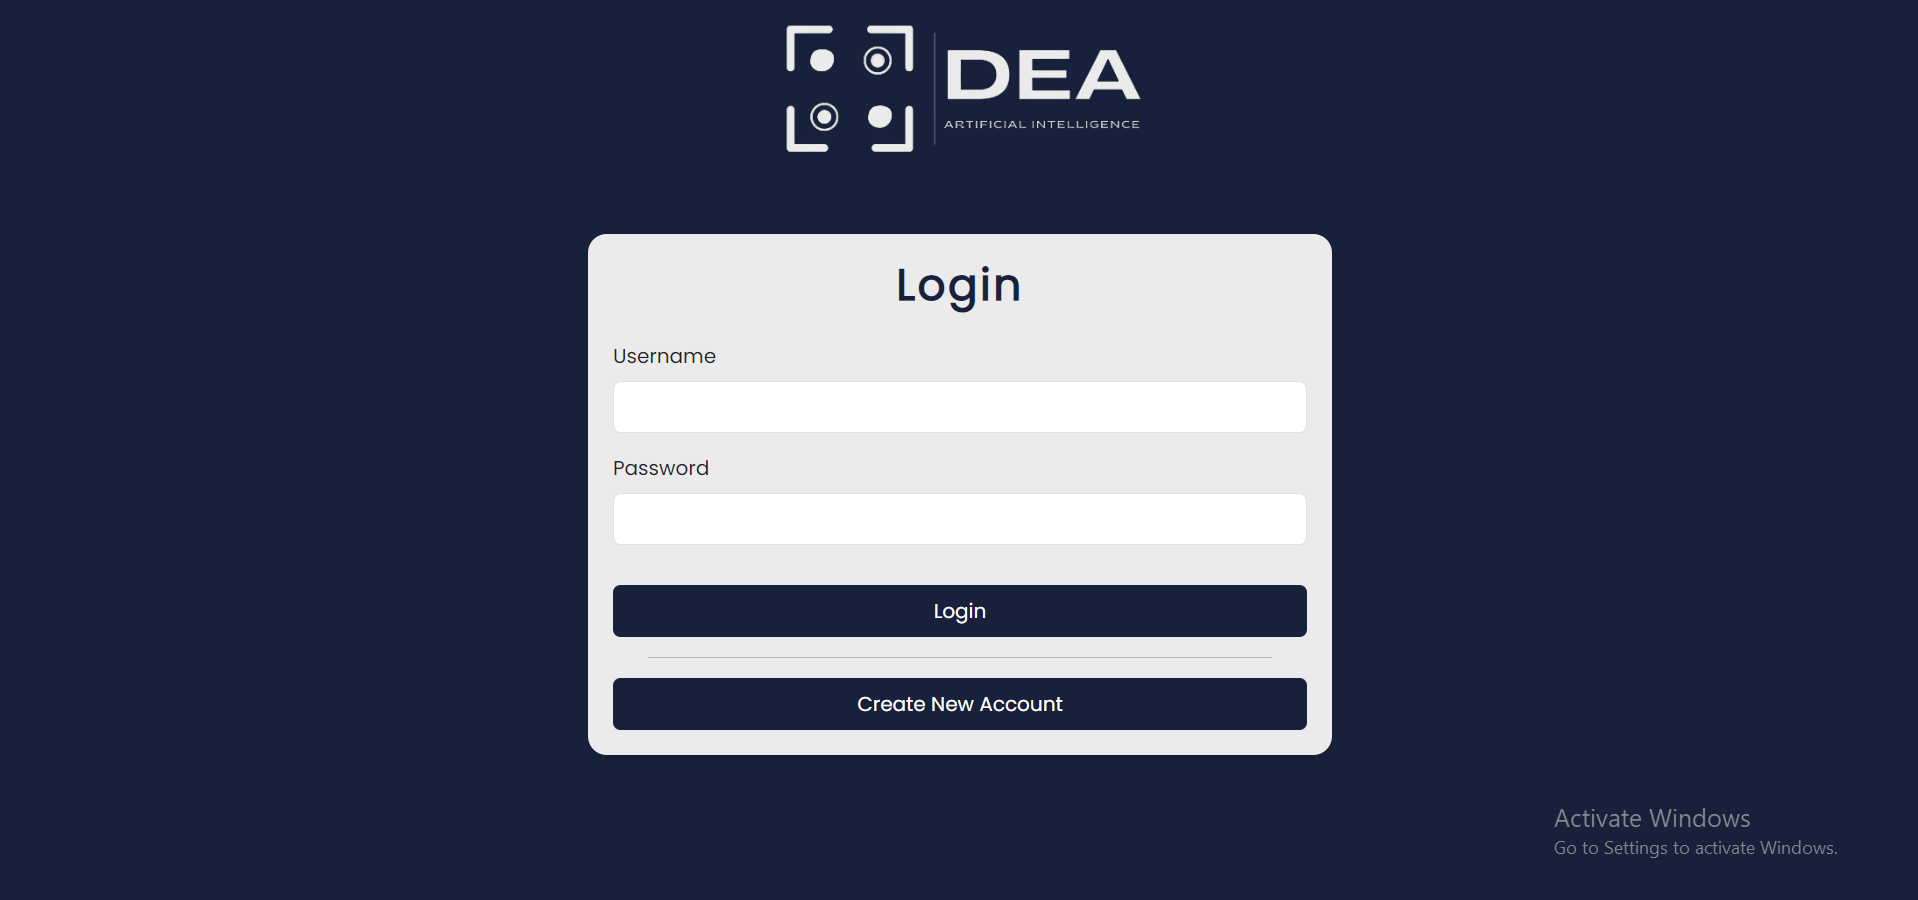 DEA
ARTIFICIAL INTELLIGENCE
Login
Username
Password
Login
Create New Account
Activate Windows
Go to Settings to activate Windows.